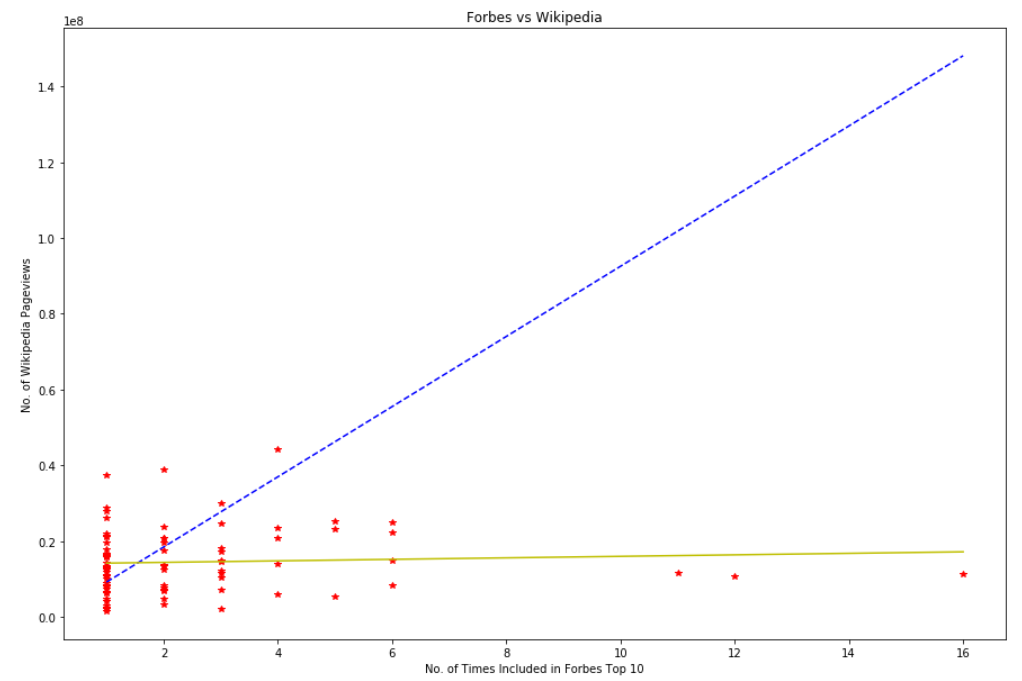 Forbes vs Wikipedia
1e8
1.4
1.2
1.0
0.8
0.6
0.4
0.2
0.0
No. of Wikipedia Pageviews
2 4 6 8 10 12 14 16
No. of Times Included in Forbes Top 10